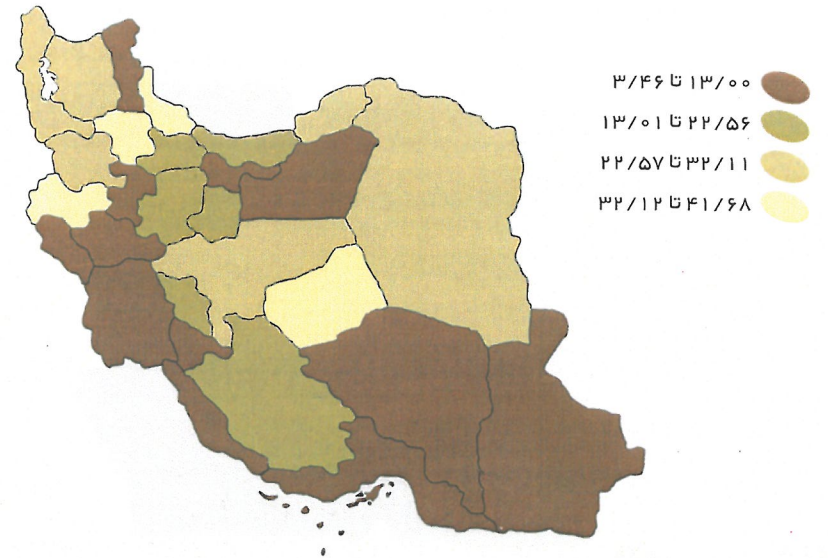 ۱۳/۰۰ تا ۳/۴۶
۲۲/۵۶ تا ۱۳/۰۱
۳۲/۱۱ تا ۲۲/۵۷
۴۱/۶۸ تا ۳۲/۱۲